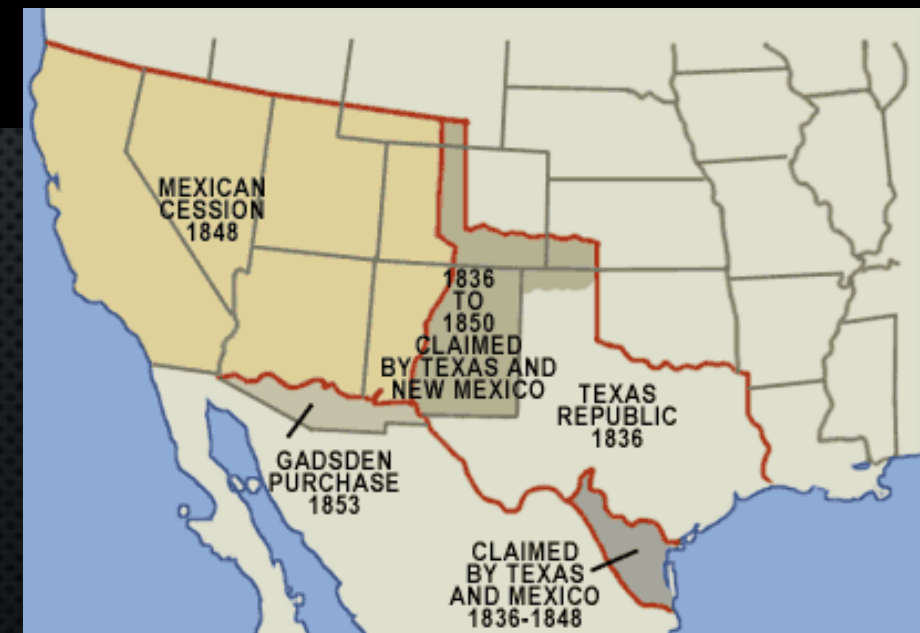 MEXICAN
CESSION
1848
1836
TO
1850
CLAIMED
BY TEXAS AND
NEW MEXICO
TEXAS
REPUBLIC
1836
GADSDEN
PURCHASE
1853
CLAIMED
BY TEXAS
AND MEXICO
1836-1848